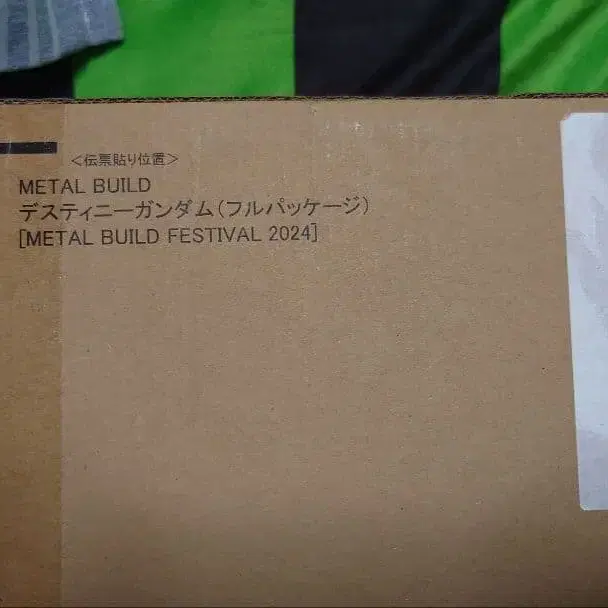 ＜伝票貼り位置＞
METAL BUILD
デスティニーガンダム（フルパッケージ）
[METAL BUILD FESTIVAL 2024]